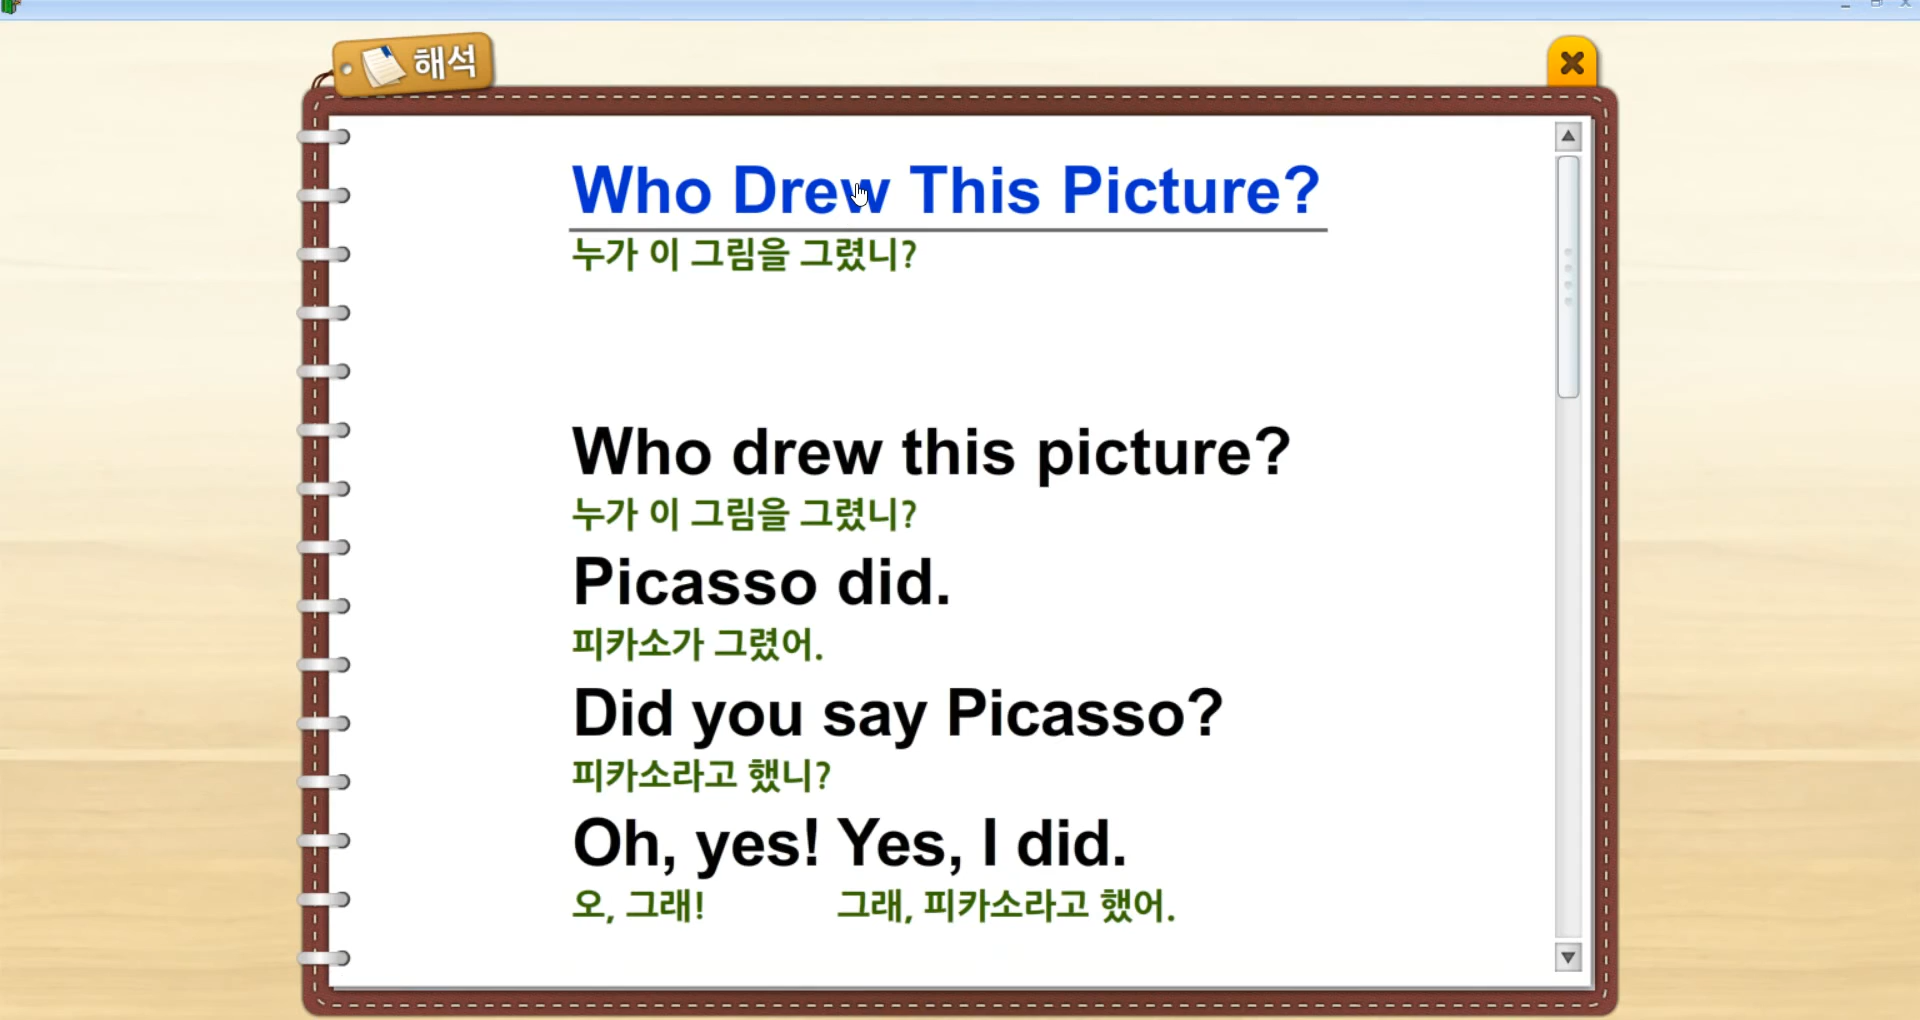 해석
Who Drew This Picture?
누가 이 그림을 그렸니?
Who drew this picture?
누가 이 그림을 그렸니?
Picasso did.
피카소가 그렸어.
Did you say Picasso?
피카소라고 했니?
Oh, yes! Yes, I did.
오, 그래! 그래, 피카소라고 했어.